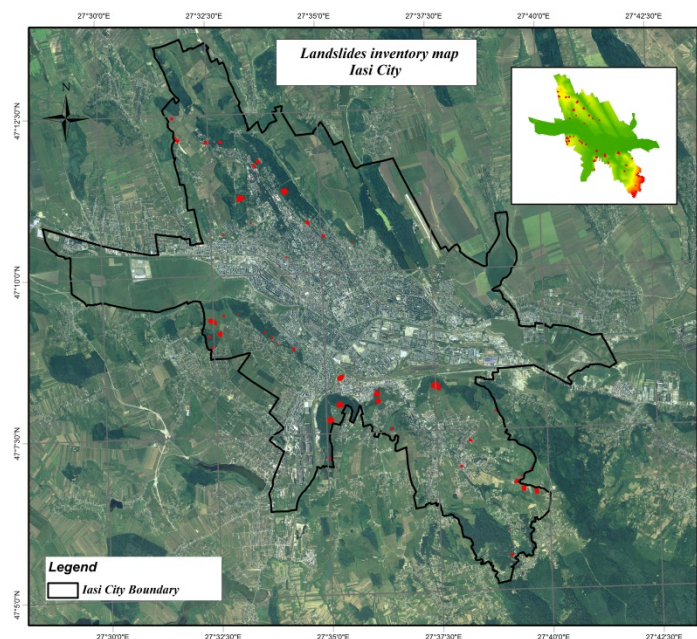 27°30'0"E 27°32'30"E 27°35'0"E 27°37'30"E 27°40'0"E 27°42'30"E
Landslides inventory map
Iasi City
N
47°12'30"N
47°10'0"N
47°7'30"N
47°5'0"N
Legend
Iasi City Boundary
27°30'0"E 27°32'30"E 27°35'0"E 27°37'30"E 27°40'0"E 27°42'30"E